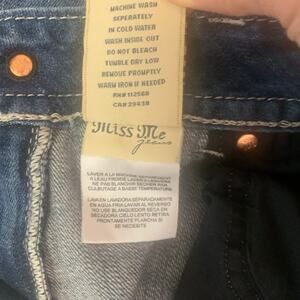 MACHINE WASH
SEPERATELY
IN COLD WATER
WASH INSIDE OUT
DO NOT BLEACH
TUMBLE DRY LOW
REMOVE PROMPTLY
WARM IRON IF NEEDED
RN# 112568
CA# 29438
Miss Me
jeans
LAVER A LA MACHINE SEPAREMENT
A L'EAU FROIDE LAVER A L'ENVERS
NE PAS BLANCHIR SECHER PAR
CULBUTAGE A BASSE TEMPERATURE
LAVADORA SEPARADAMENTE
EN AGUA FRIA LAVAR AL REVERSO
NO USE BLANQUEADOR SECA EN
SECADORA CICLO LENTO RETIRA
PRONTAMENTE PLANCHA SI
SE NECESITE